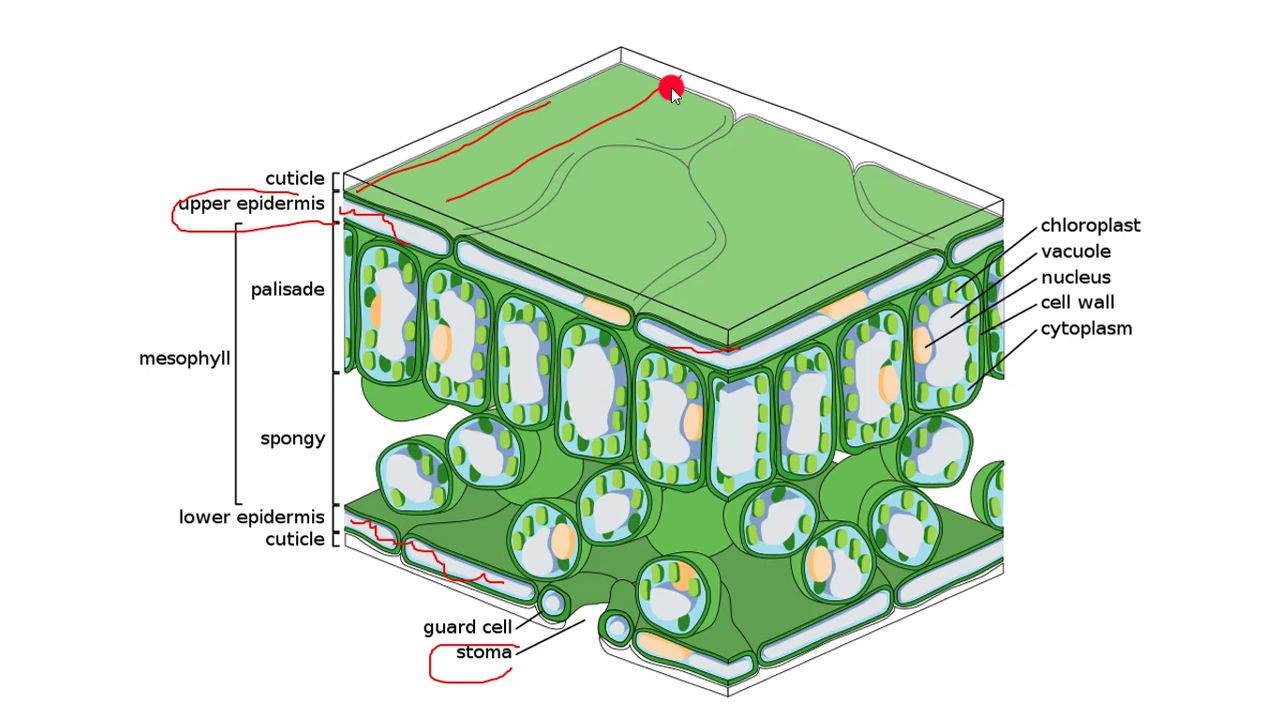 cuticle
upper epidermis
palisade
mesophyll
spongy
lower epidermis
cuticle
guard cell
stoma
chloroplast
vacuole
nucleus
cell wall
cytoplasm